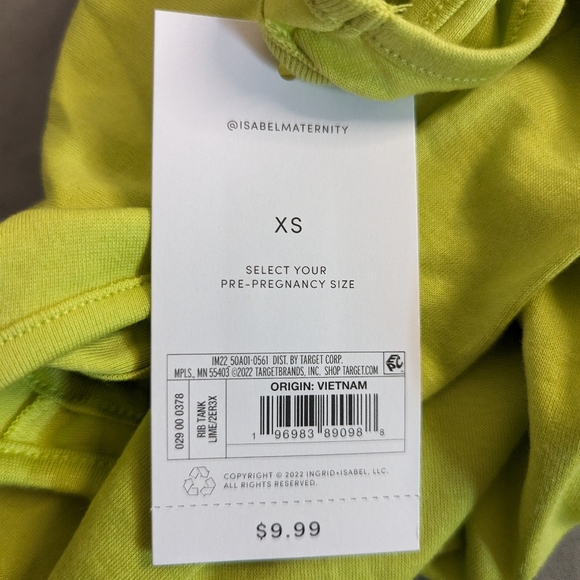 @ISABELMATERNITY
XS
SELECT YOUR
PRE-PREGNANCY SIZE
IM22 50A01-0561 DIST. BY TARGET CORP.
MPLS., MN 55403 ©2022 TARGETBRANDS, INC. SHOP TARGET.COM
029 00 0378
RIB TANK
LIME/2ER3X
ORIGIN: VIETNAM
1 96983 89098 8
COPYRIGHT © 2022 INGRID+ISABEL, LLC.
ALL RIGHTS RESERVED.
$9.99